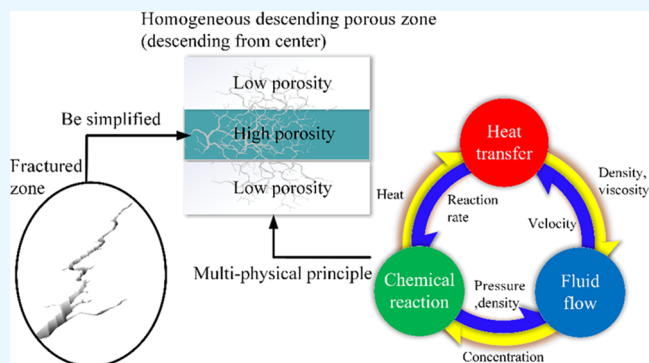 Homogeneous descending porous zone
(descending from center)
Low porosity
Be simplified
High porosity
Fractured
zone
Low porosity
Multi-physical principle
Heat
transfer
Heat
Reaction
rate
Density,
viscosity
Velocity
Chemical
reaction
Pressure
,density
Fluid
flow
Concentration